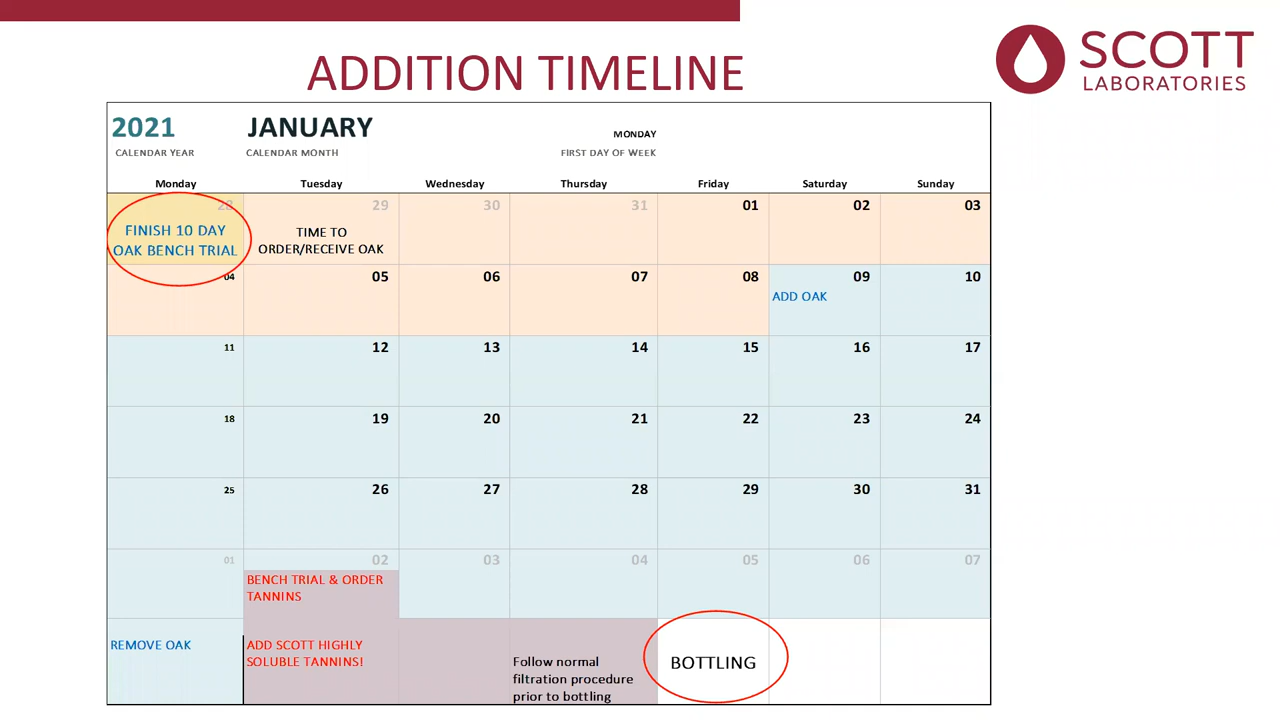 ADDITION TIMELINE
SCOTT
LABORATORIES
2021 JANUARY MONDAY
CALENDAR YEAR CALENDAR MONTH FIRST DAY OF WEEK
Monday Tuesday Wednesday Thursday Friday Saturday Sunday
28 29 30 31 01 02 03
FINISH 10 DAY
OAK BENCH TRIAL
TIME TO
ORDER/RECEIVE OAK
04 05 06 07 08 09 10
ADD OAK
11 12 13 14 15 16 17
18 19 20 21 22 23 24
25 26 27 28 29 30 31
01 02 03 04 05 06 07
BENCH TRIAL & ORDER
TANNINS
REMOVE OAK
ADD SCOTT HIGHLY
SOLUBLE TANNINS!
Follow normal
filtration procedure
prior to bottling
BOTTLING